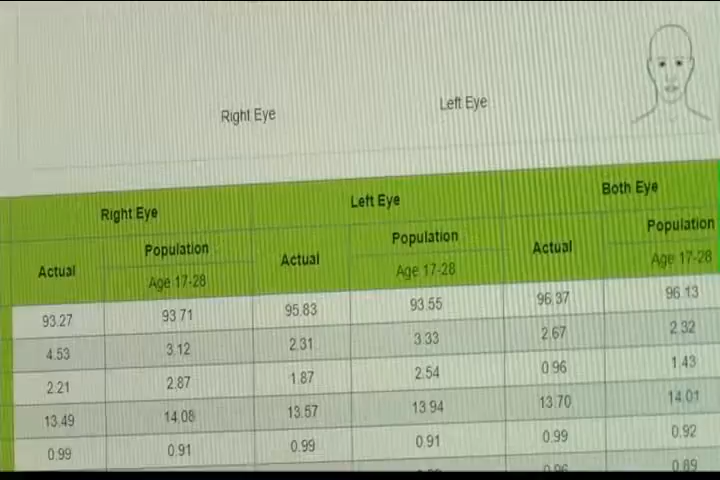 Right Eye Left Eye
Right Eye Left Eye Both Eye
Actual Population Actual Population Actual Population
Age 17-28 Age 17-28 Age 17-28
93.27 93.71 95.83 93.55 96.37 96.13
4.53 3.12 2.31 3.33 2.67 2.32
2.21 2.87 1.87 2.54 0.96 1.43
13.49 14.08 13.57 13.94 13.70 14.01
0.99 0.91 0.99 0.91 0.99 0.92
0.96 0.89